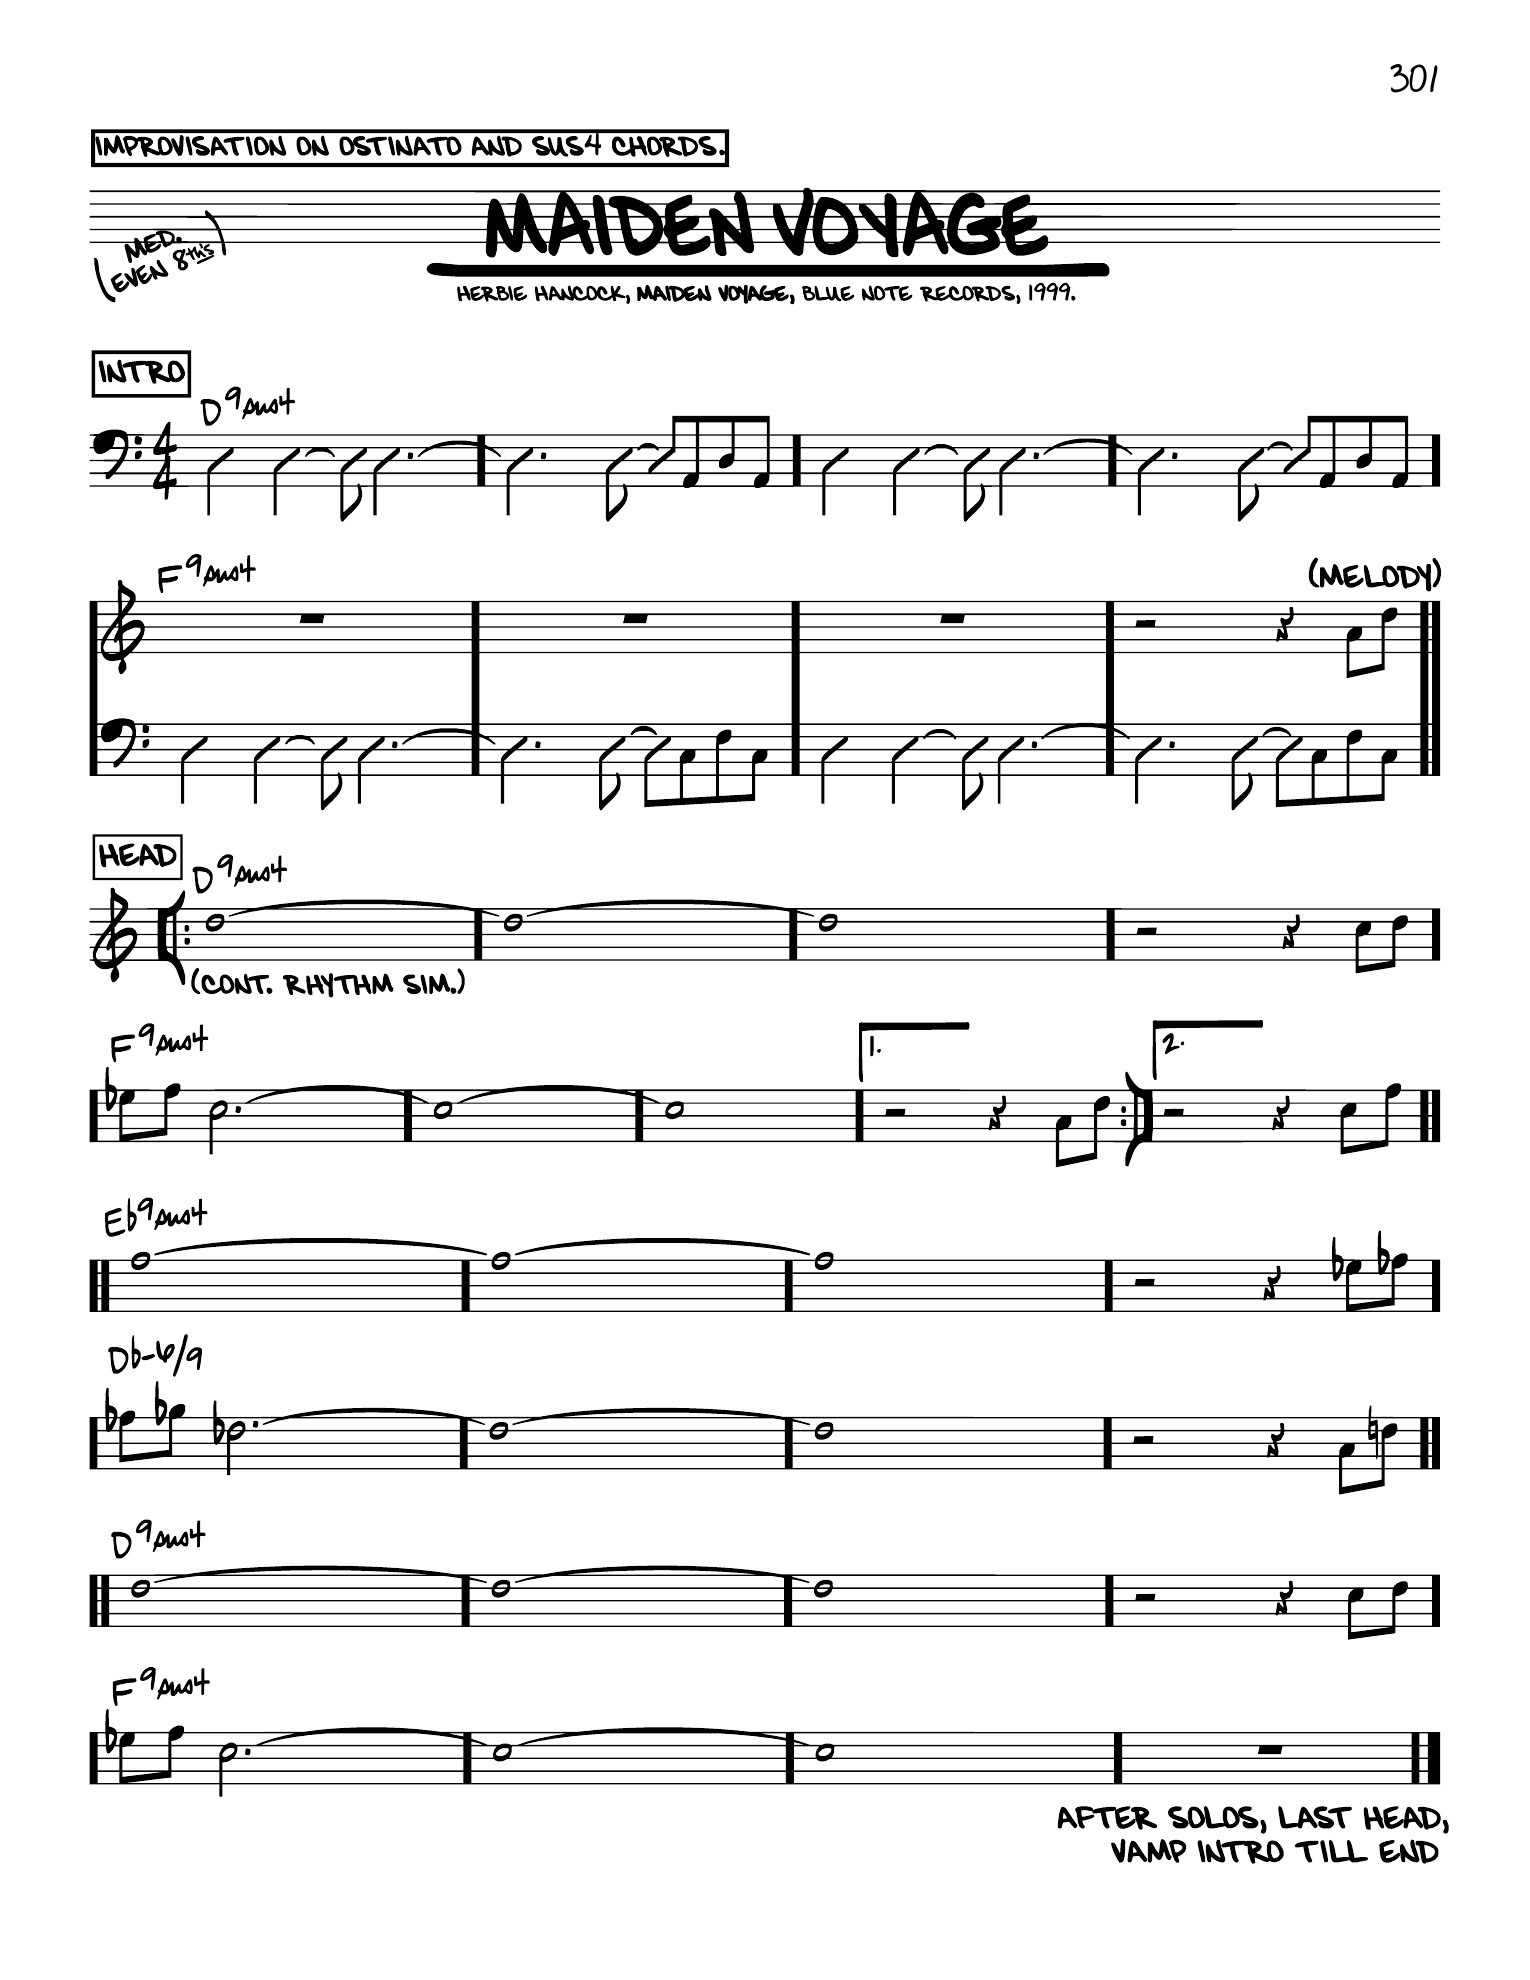 301
IMPROVISATION ON OSTINATO AND SUS4 CHORDS.
MAIDEN VOYAGE
(MED.
EVEN 8th's)
HERBIE HANCOCK, MAIDEN VOYAGE, BLUE NOTE RECORDS, 1999.
INTRO
D9sus4
4
4
F9sus4
(MELODY)
HEAD
D9sus4
(CONT. RHYTHM SIM.)
F9sus4
1.
2.
Eb9sus4
Db-6/9
D9sus4
F9sus4
AFTER SOLOS, LAST HEAD,
VAMP INTRO TILL END